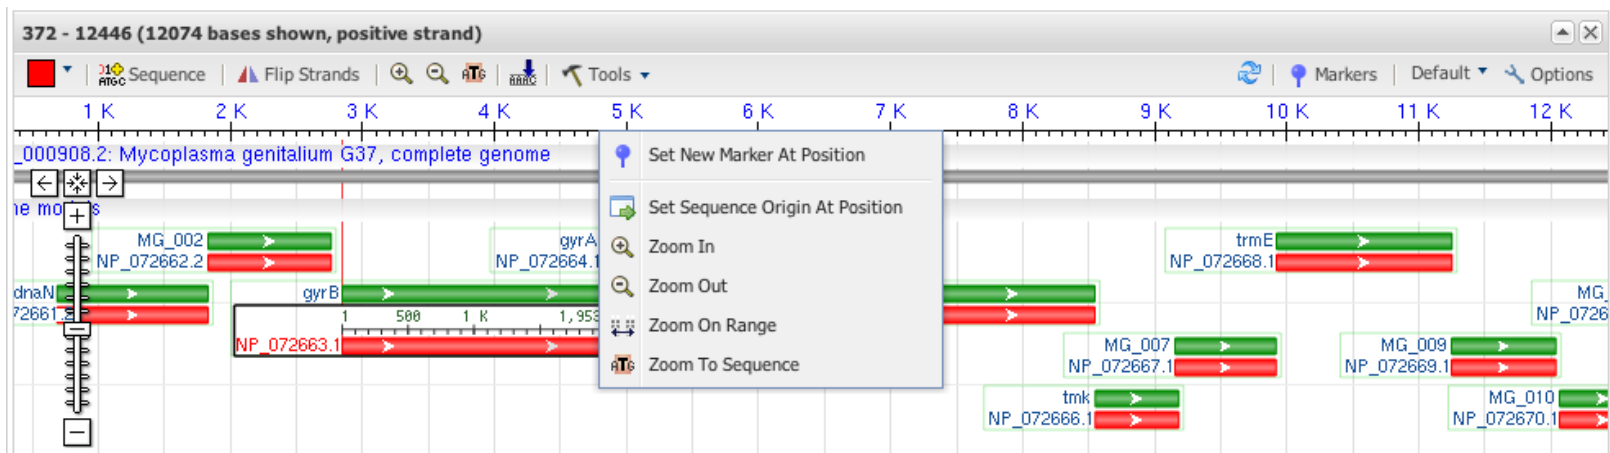 372 - 12446 (12074 bases shown, positive strand)
Sequence Flip Strands Tools Markers Default Options
1 K 2 K 3 K 4 K 5 K 6 K 7 K 8 K 9 K 10 K 11 K 12 K
_000908.2: Mycoplasma genitalium G37, complete genome
Set New Marker At Position
Set Sequence Origin At Position
Zoom In
Zoom Out
Zoom On Range
Zoom To Sequence
MG_002 gyrA trmE
NP_072662.2 NP_072664.1 NP_072668.1
dnaN gyrB MG_
72661.2 NP_0726
500 1 K 1,953
NP_072663.1
MG_007 MG_009
NP_072667.1 NP_072669.1
tmk MG_010
NP_072666.1 NP_072670.1